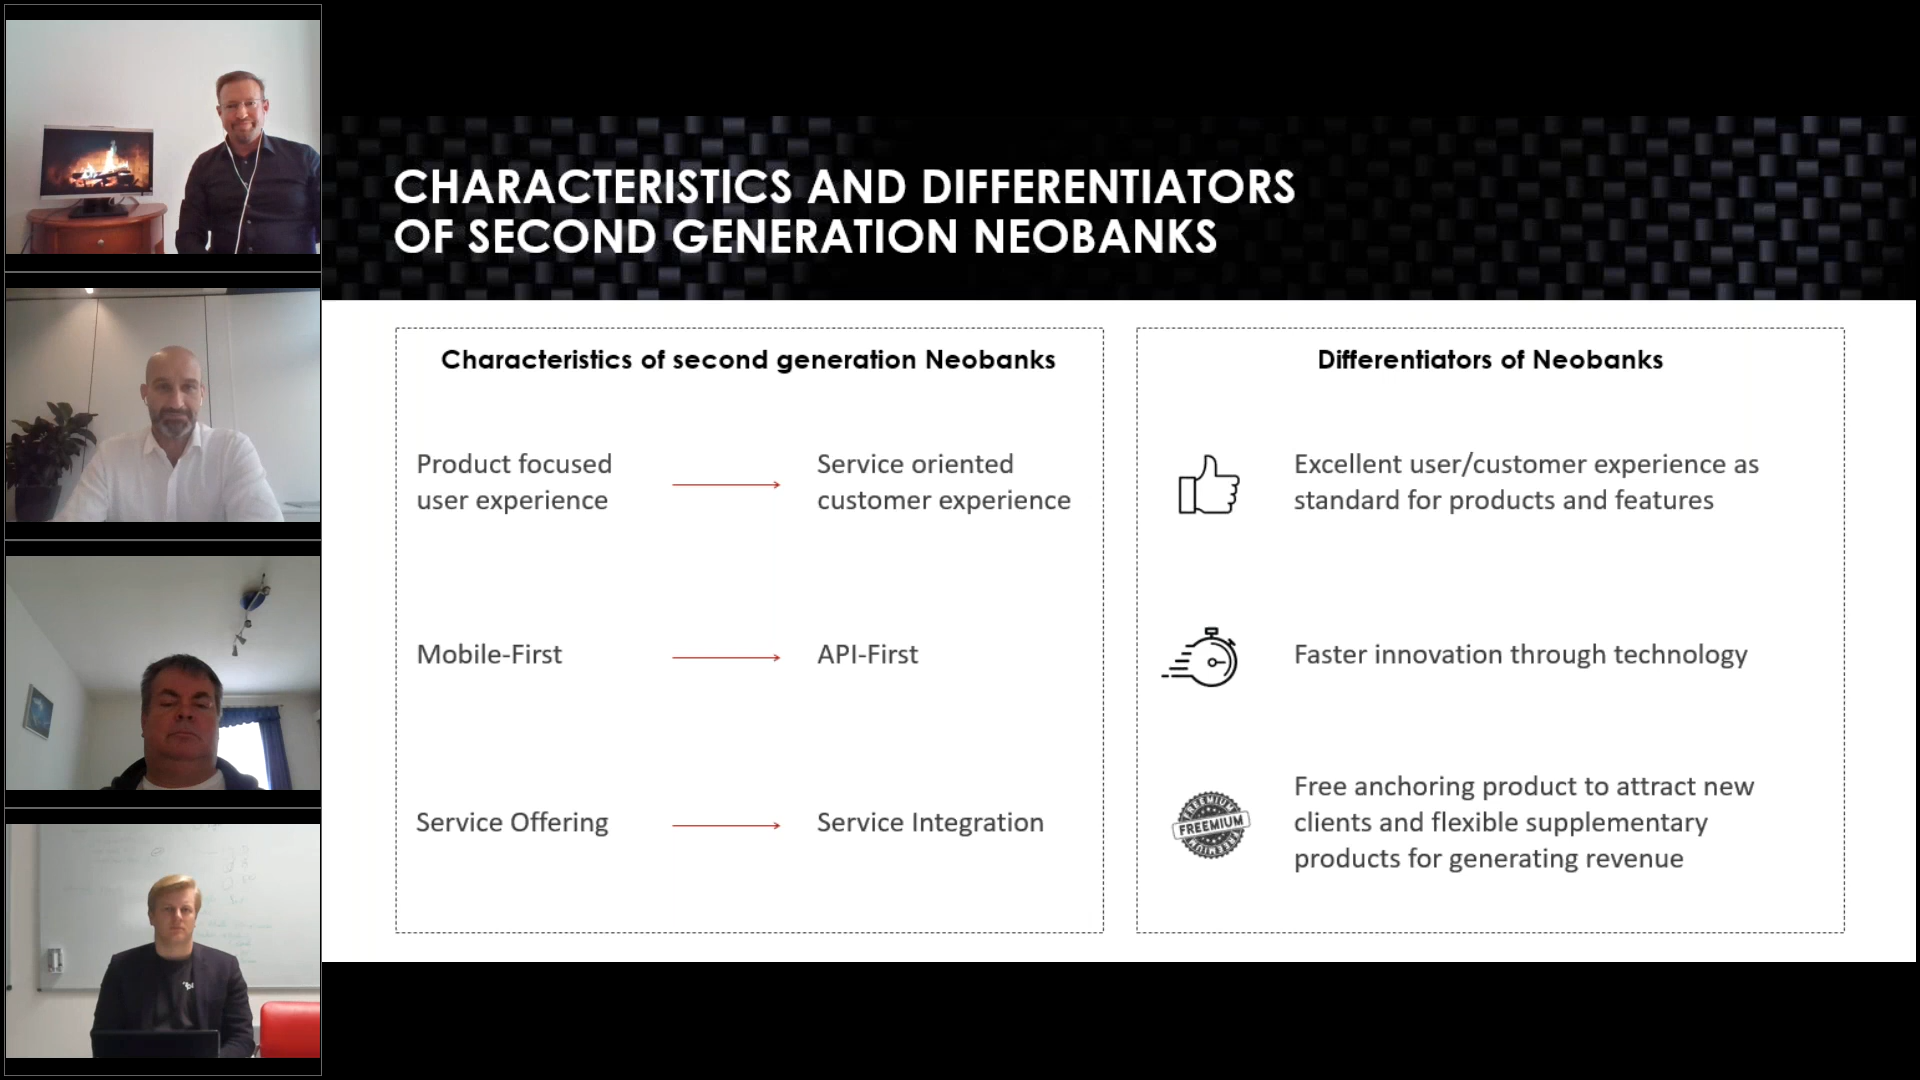 CHARACTERISTICS AND DIFFERENTIATORS
OF SECOND GENERATION NEOBANKS
Characteristics of second generation Neobanks
Product focused
user experience
Service oriented
customer experience
Mobile-First
API-First
Service Offering
Service Integration
Differentiators of Neobanks
Excellent user/customer experience as
standard for products and features
Faster innovation through technology
FREEMIUM
FREEMIUM
Free anchoring product to attract new
clients and flexible supplementary
products for generating revenue